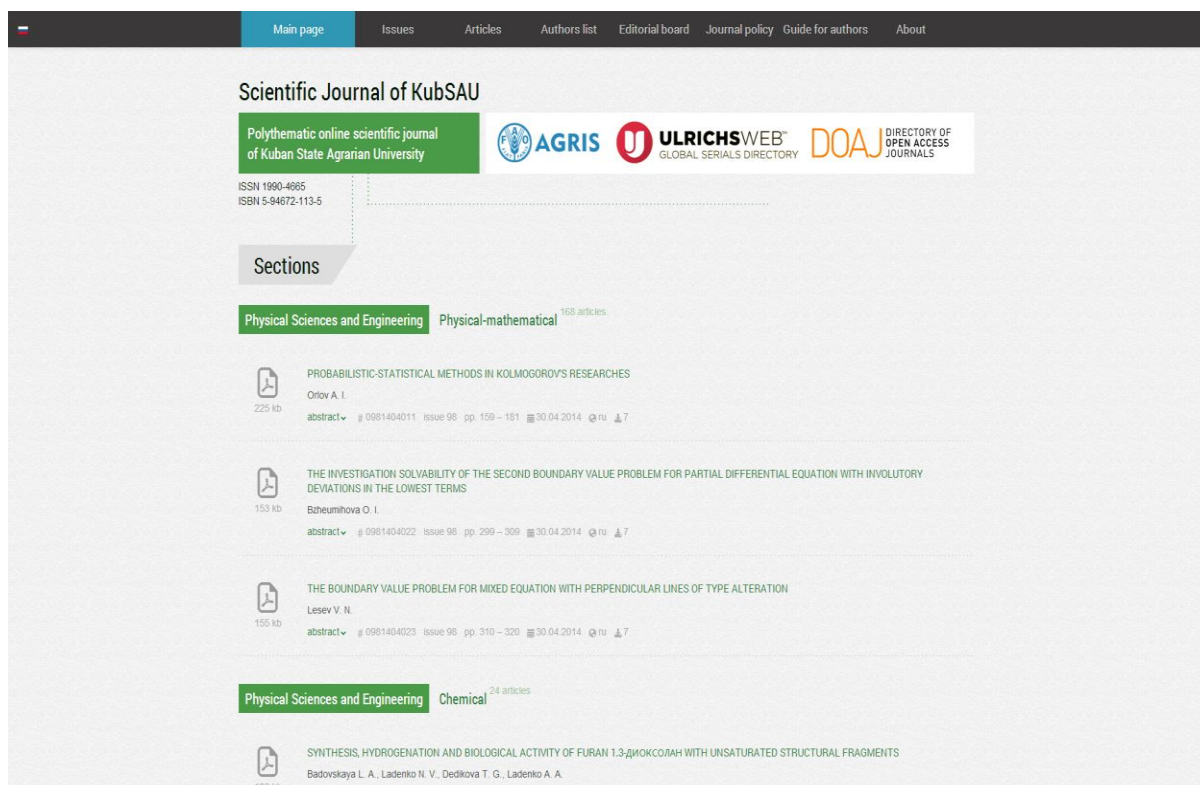 Main page Issues Articles Authors list Editorial board Journal policy Guide for authors About
Scientific Journal of KubSAU
Polythematic online scientific journal
of Kuban State Agrarian University
FAO AGRIS
ULRICHSWEB™
GLOBAL SERIALS DIRECTORY
DOAJ
DIRECTORY OF
OPEN ACCESS
JOURNALS
ISSN 1990-4665
ISBN 5-94672-113-5
Sections
Physical Sciences and Engineering Physical-mathematical 168 articles
PROBABILISTIC-STATISTICAL METHODS IN KOLMOGOROV'S RESEARCHES
Orlov A. I.
225 kb
abstract # 0981404011 issue 98 pp. 159 – 181 30.04.2014 ru 7
THE INVESTIGATION SOLVABILITY OF THE SECOND BOUNDARY VALUE PROBLEM FOR PARTIAL DIFFERENTIAL EQUATION WITH INVOLUTORY
DEVIATIONS IN THE LOWEST TERMS
153 kb
Bzheumihova O. I.
abstract # 0981404022 issue 98 pp. 299 – 309 30.04.2014 ru 7
THE BOUNDARY VALUE PROBLEM FOR MIXED EQUATION WITH PERPENDICULAR LINES OF TYPE ALTERATION
Lesev V. N.
155 kb
abstract # 0981404023 issue 98 pp. 310 – 320 30.04.2014 ru 7
Physical Sciences and Engineering Chemical 24 articles
SYNTHESIS, HYDROGENATION AND BIOLOGICAL ACTIVITY OF FURAN 1.3-ДИОКСОЛАН WITH UNSATURATED STRUCTURAL FRAGMENTS
Badovskaya L. A., Ladenko N. V., Dedikova T. G., Ladenko A. A.